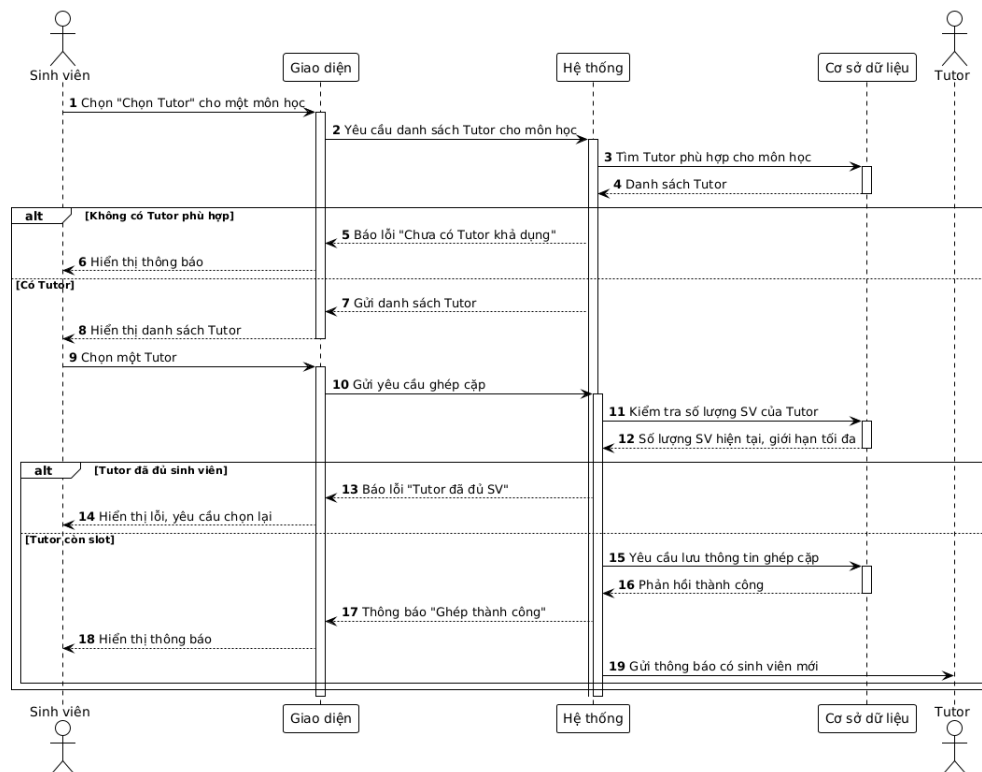 Sinh viên
Giao diện
Hệ thống
Cơ sở dữ liệu
Tutor
1 Chọn "Chọn Tutor" cho một môn học
2 Yêu cầu danh sách Tutor cho môn học
3 Tìm Tutor phù hợp cho môn học
4 Danh sách Tutor
alt [Không có Tutor phù hợp]
5 Báo lỗi "Chưa có Tutor khả dụng"
6 Hiển thị thông báo
[Có Tutor]
7 Gửi danh sách Tutor
8 Hiển thị danh sách Tutor
9 Chọn một Tutor
10 Gửi yêu cầu ghép cặp
11 Kiểm tra số lượng SV của Tutor
12 Số lượng SV hiện tại, giới hạn tối đa
alt [Tutor đã đủ sinh viên]
13 Báo lỗi "Tutor đã đủ SV"
14 Hiển thị lỗi, yêu cầu chọn lại
[Tutor còn slot]
15 Yêu cầu lưu thông tin ghép cặp
16 Phản hồi thành công
17 Thông báo "Ghép thành công"
18 Hiển thị thông báo
19 Gửi thông báo có sinh viên mới
Sinh viên
Giao diện
Hệ thống
Cơ sở dữ liệu
Tutor